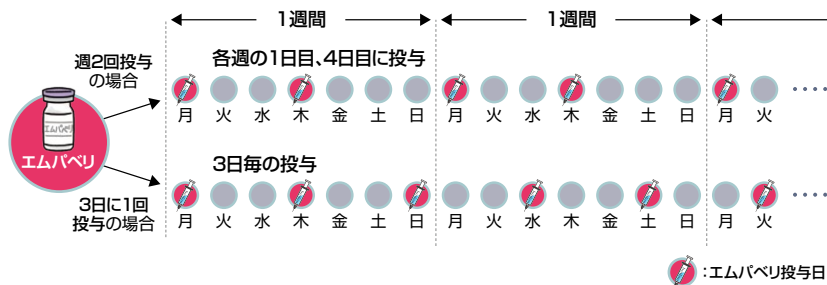 1週間
1週間
週2回投与
の場合
各週の1日目、4日目に投与
月 火 水 木 金 土 日 月 火 水 木 金 土 日 月 火
エムパベリ
エムパベリ
3日毎の投与
3日に1回
投与の場合
月 火 水 木 金 土 日 月 火 水 木 金 土 日 月 火
:エムパベリ投与日